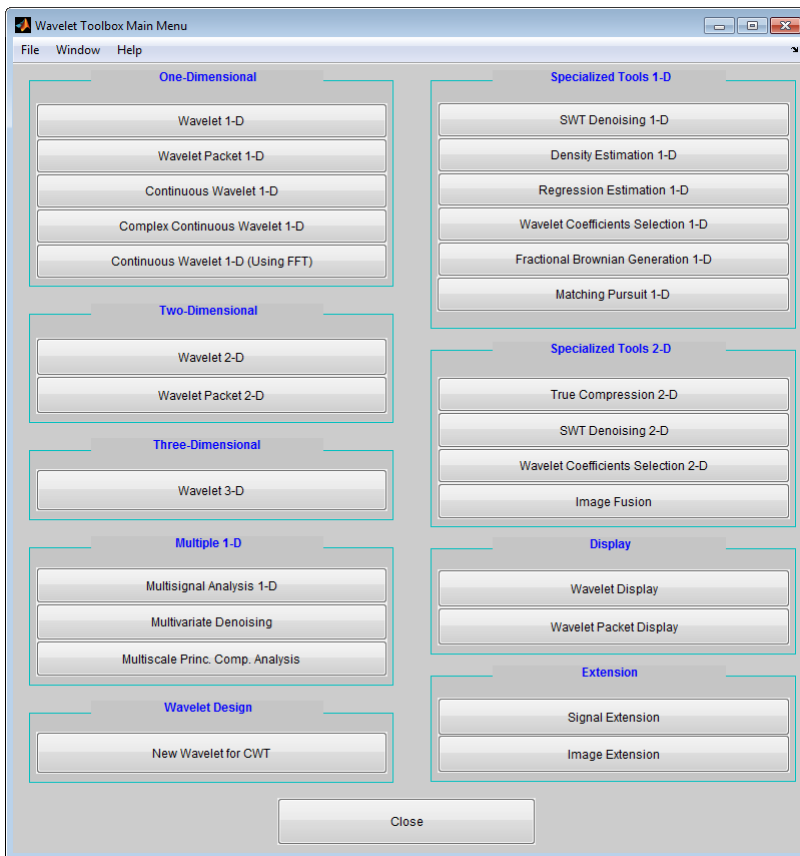 Wavelet Toolbox Main Menu
File Window Help
One-Dimensional
Wavelet 1-D
Wavelet Packet 1-D
Continuous Wavelet 1-D
Complex Continuous Wavelet 1-D
Continuous Wavelet 1-D (Using FFT)
Two-Dimensional
Wavelet 2-D
Wavelet Packet 2-D
Three-Dimensional
Wavelet 3-D
Multiple 1-D
Multisignal Analysis 1-D
Multivariate Denoising
Multiscale Princ. Comp. Analysis
Wavelet Design
New Wavelet for CWT
Specialized Tools 1-D
SWT Denoising 1-D
Density Estimation 1-D
Regression Estimation 1-D
Wavelet Coefficients Selection 1-D
Fractional Brownian Generation 1-D
Matching Pursuit 1-D
Specialized Tools 2-D
True Compression 2-D
SWT Denoising 2-D
Wavelet Coefficients Selection 2-D
Image Fusion
Display
Wavelet Display
Wavelet Packet Display
Extension
Signal Extension
Image Extension
Close